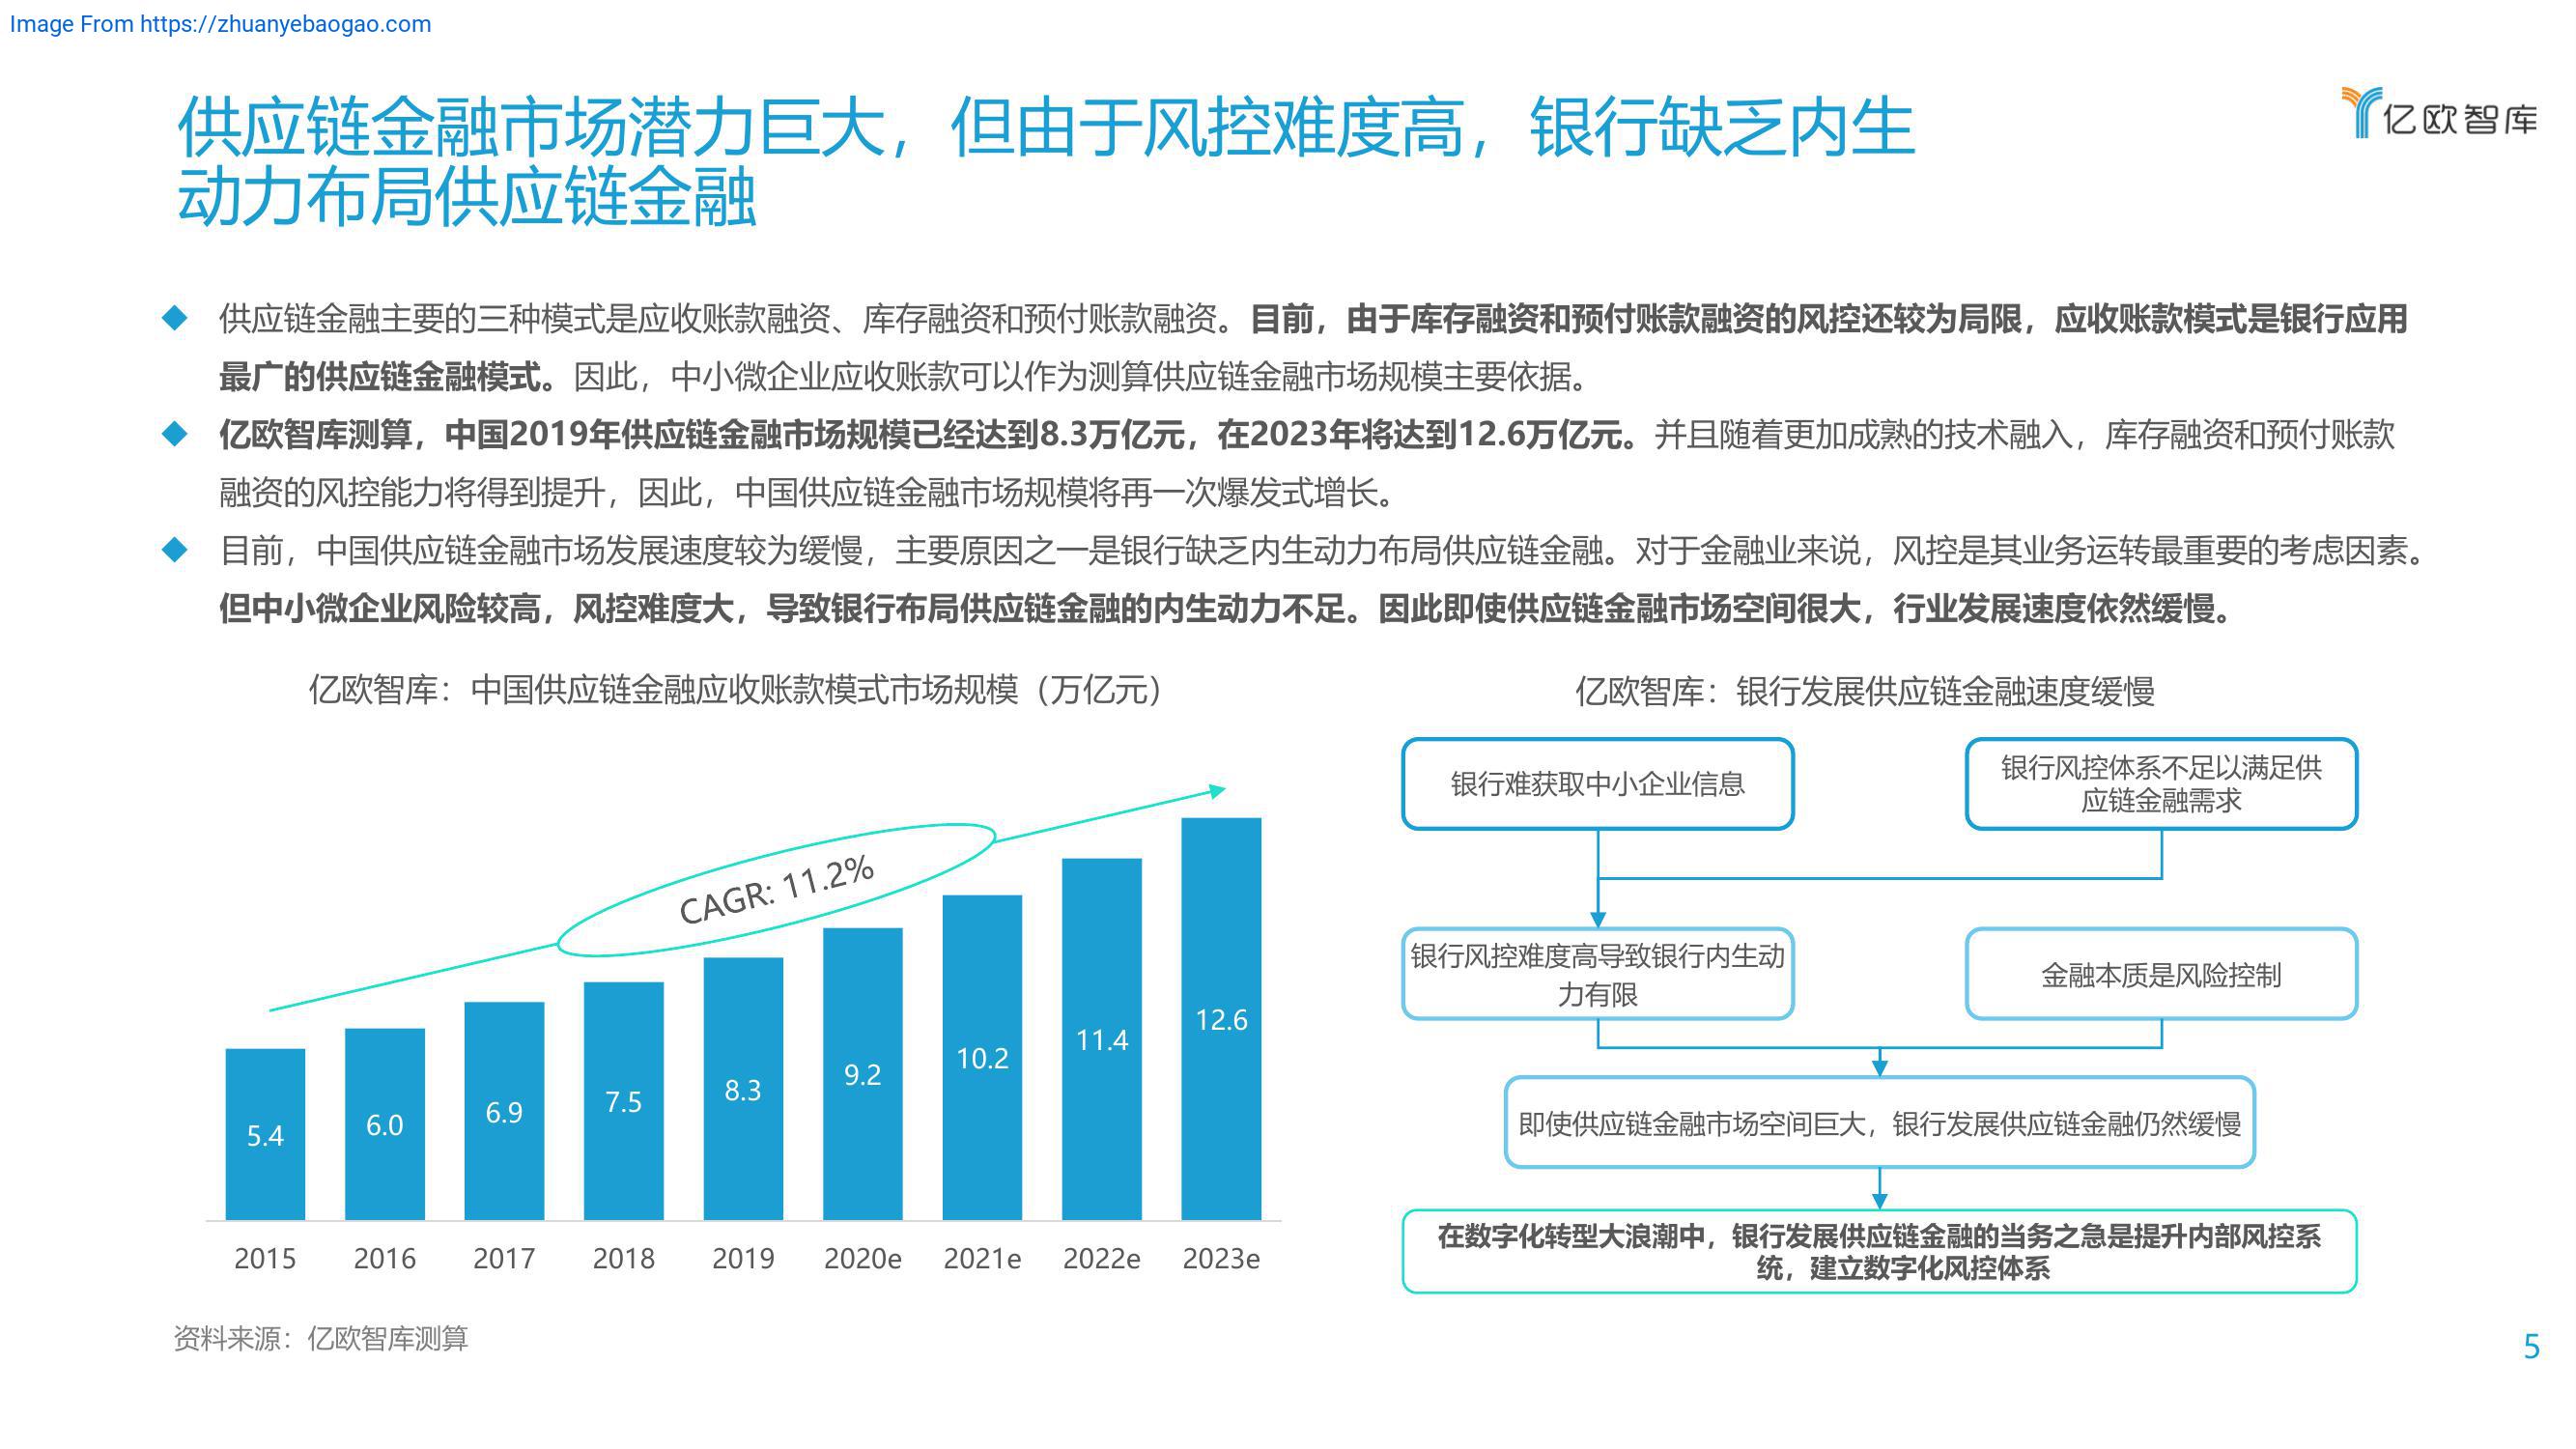 Image From https://zhuanyebaogao.com
亿欧智库
供应链金融市场潜力巨大，但由于风控难度高，银行缺乏内生
动力布局供应链金融
供应链金融主要的三种模式是应收账款融资、库存融资和预付账款融资。目前，由于库存融资和预付账款融资的风控还较为局限，应收账款模式是银行应用
最广的供应链金融模式。因此，中小微企业应收账款可以作为测算供应链金融市场规模主要依据。
亿欧智库测算，中国2019年供应链金融市场规模已经达到8.3万亿元，在2023年将达到12.6万亿元。并且随着更加成熟的技术融入，库存融资和预付账款
融资的风控能力将得到提升，因此，中国供应链金融市场规模将再一次爆发式增长。
目前，中国供应链金融市场发展速度较为缓慢，主要原因之一是银行缺乏内生动力布局供应链金融。对于金融业来说，风控是其业务运转最重要的考虑因素。
但中小微企业风险较高，风控难度大，导致银行布局供应链金融的内生动力不足。因此即使供应链金融市场空间很大，行业发展速度依然缓慢。
亿欧智库：中国供应链金融应收账款模式市场规模（万亿元）
CAGR: 11.2%
5.4
6.0
6.9
7.5
8.3
9.2
10.2
11.4
12.6
2015
2016
2017
2018
2019
2020e
2021e
2022e
2023e
亿欧智库：银行发展供应链金融速度缓慢
银行难获取中小企业信息
银行风控体系不足以满足供
应链金融需求
银行风控难度高导致银行内生动
力有限
金融本质是风险控制
即使供应链金融市场空间巨大，银行发展供应链金融仍然缓慢
在数字化转型大浪潮中，银行发展供应链金融的当务之急是提升内部风控系
统，建立数字化风控体系
资料来源：亿欧智库测算
5